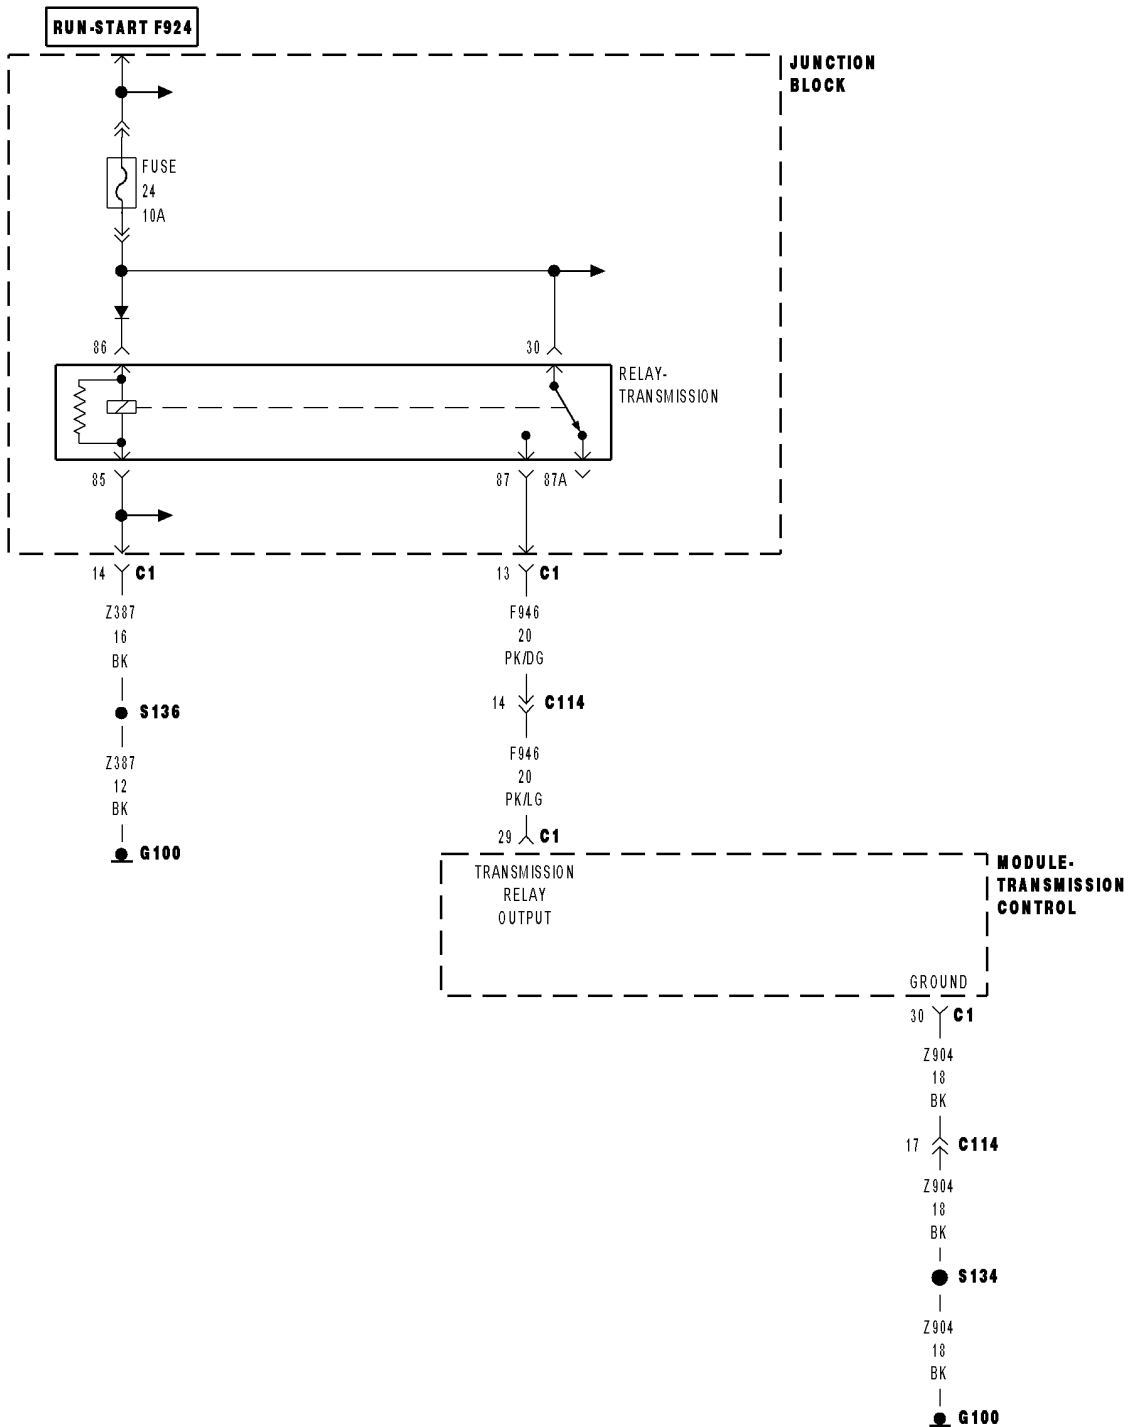 RUN-START F924
JUNCTION
BLOCK
FUSE
24
10A
86
30
RELAY-
TRANSMISSION
85
87
87A
14
C1
13
C1
Z387
16
BK
F946
20
PK/DG
S136
14
C114
Z387
12
BK
F946
20
PK/LG
G100
29
C1
TRANSMISSION
RELAY
OUTPUT
MODULE-
TRANSMISSION
CONTROL
GROUND
30
C1
Z904
18
BK
17
C114
Z904
18
BK
S134
Z904
18
BK
G100